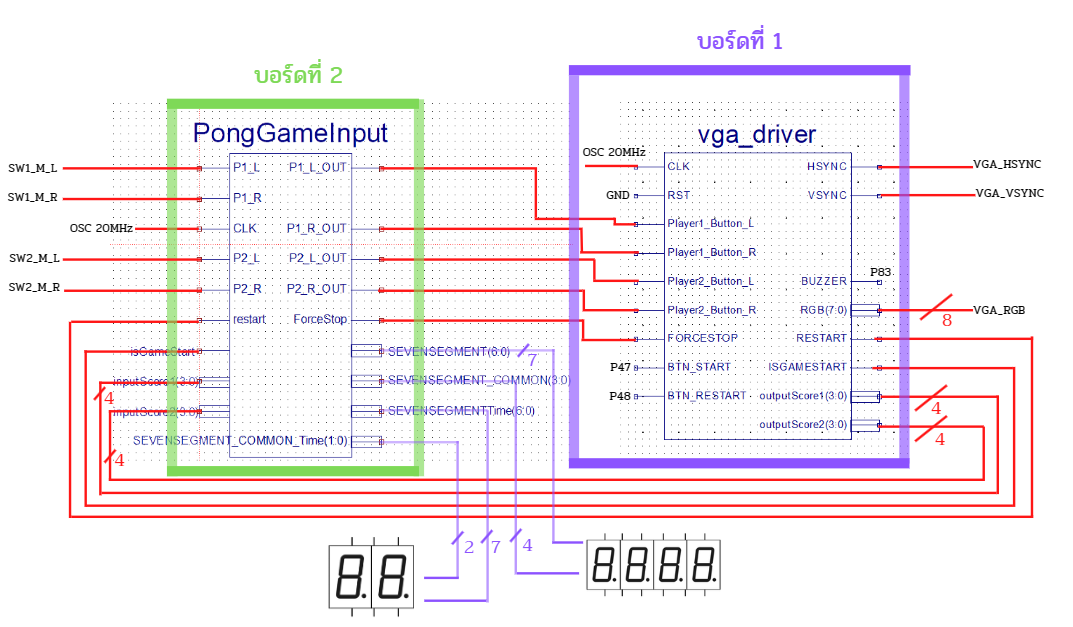 บอร์ดที่ 1
บอร์ดที่ 2
PongGameInput
vga_driver
SW1_M_L
P1_L
P1_L_OUT
SW1_M_R
P1_R
OSC 20MHz
CLK
P1_R_OUT
SW2_M_L
P2_L
P2_L_OUT
SW2_M_R
P2_R
P2_R_OUT
restart
ForceStop
isGameStart
SEVENSEGMENT(6:0)
7
inputScore1(3:0)
SEVENSEGMENT_COMMON(3:0)
4
inputScore2(3:0)
SEVENSEGMENTTime(6:0)
SEVENSEGMENT_COMMON_Time(1:0)
4
OSC 20MHz
CLK
HSYNC
VGA_HSYNC
GND
RST
VSYNC
VGA_VSYNC
Player1_Button_L
Player1_Button_R
Player2_Button_L
BUZZER
P83
Player2_Button_R
RGB(7:0)
8
VGA_RGB
FORCESTOP
RESTART
P47
BTN_START
ISGAMESTART
P48
BTN_RESTART
outputScore1(3:0)
4
outputScore2(3:0)
4
2
7
4
8.8.
8.8.8.8.